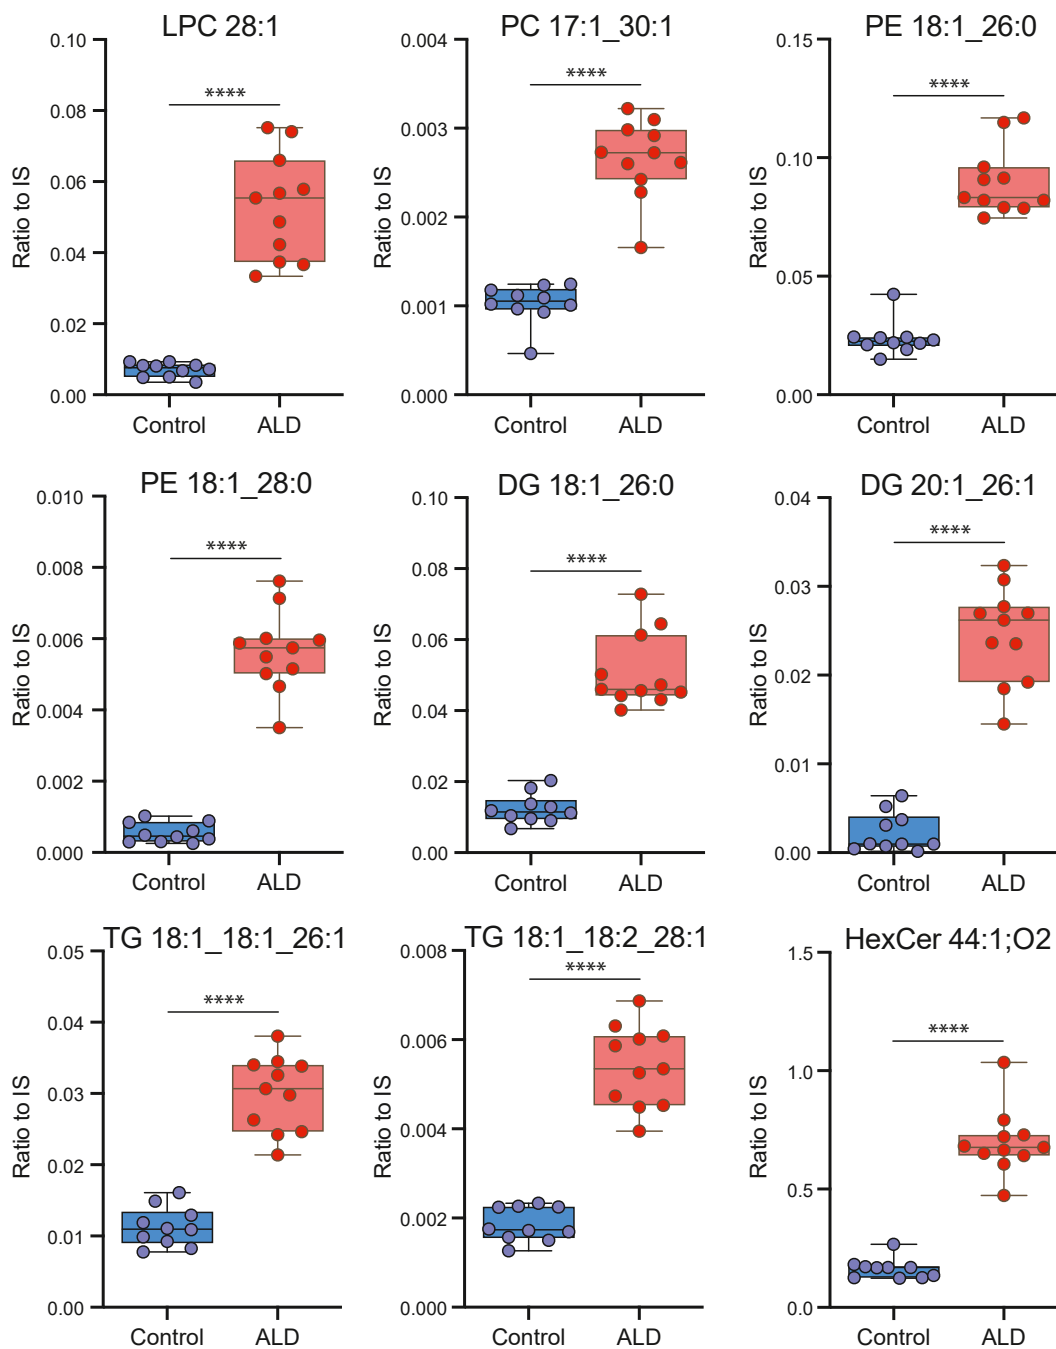 LPC 28:1
PC 17:1_30:1
PE 18:1_26:0
0.10
0.08
0.06
0.04
0.02
0.00
Ratio to IS
****
Control
ALD
0.004
0.003
0.002
0.001
0.000
Ratio to IS
****
Control
ALD
0.15
0.10
0.05
0.00
Ratio to IS
****
Control
ALD
PE 18:1_28:0
DG 18:1_26:0
DG 20:1_26:1
0.010
0.008
0.006
0.004
0.002
0.000
Ratio to IS
****
Control
ALD
0.10
0.08
0.06
0.04
0.02
0.00
Ratio to IS
****
Control
ALD
0.04
0.03
0.02
0.01
0.00
Ratio to IS
****
Control
ALD
TG 18:1_18:1_26:1
TG 18:1_18:2_28:1
HexCer 44:1;O2
0.05
0.04
0.03
0.02
0.01
0.00
Ratio to IS
****
Control
ALD
0.008
0.006
0.004
0.002
0.000
Ratio to IS
****
Control
ALD
1.5
1.0
0.5
0.0
Ratio to IS
****
Control
ALD